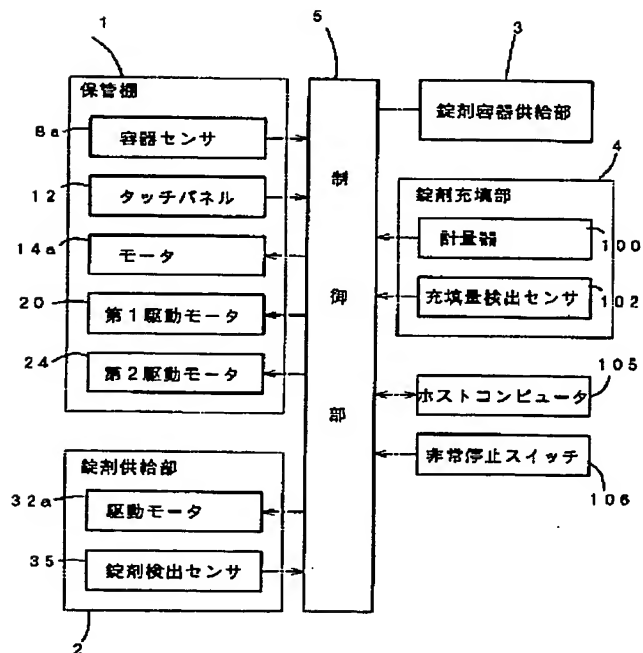 1
保管棚
8a
容器センサ
12
タッチパネル
14a
モータ
20
第1駆動モータ
24
第2駆動モータ
錠剤供給部
32a
駆動モータ
35
錠剤検出センサ
2
5
制御部
3
錠剤容器供給部
4
錠剤充填部
計量器
100
充填量検出センサ
102
105
ホストコンピュータ
非常停止スイッチ
106